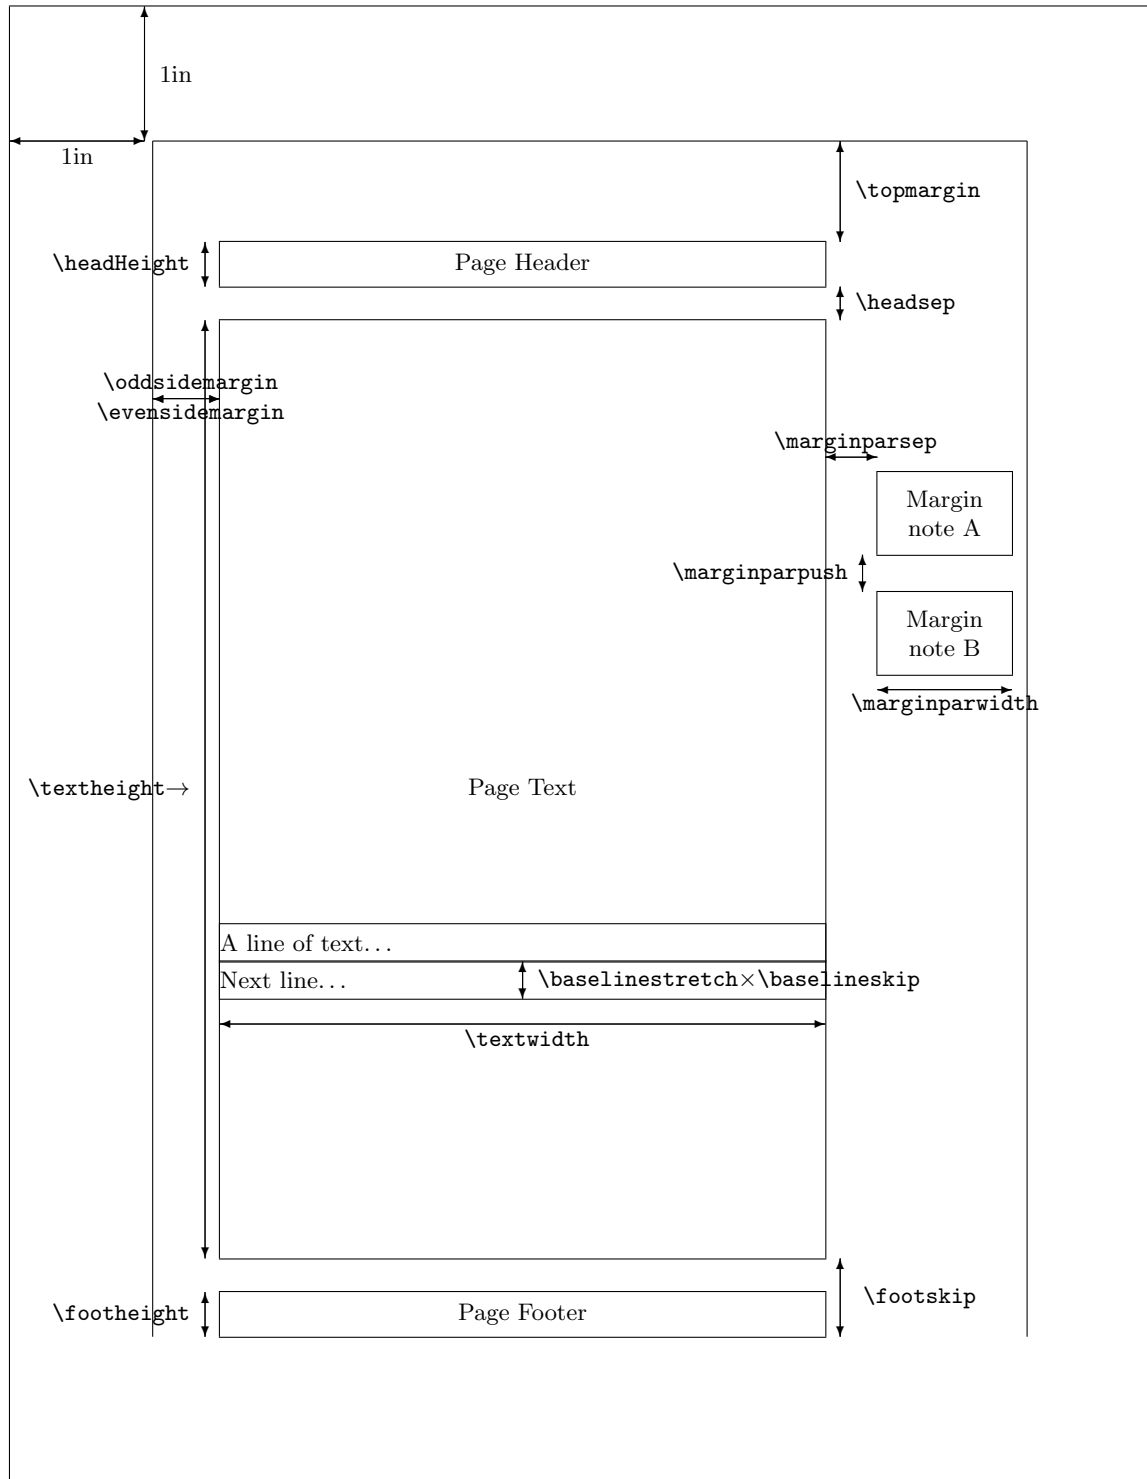 1in
1in
\topmargin
\headHeight
Page Header
\headsep
\oddsidemargin
\evensidemargin
\marginparsep
Margin
note A
\marginparpush
Margin
note B
\marginparwidth
\textheight→
Page Text
A line of text...
Next line...
\baselinestretch×\baselineskip
\textwidth
\footskip
\footheight
Page Footer